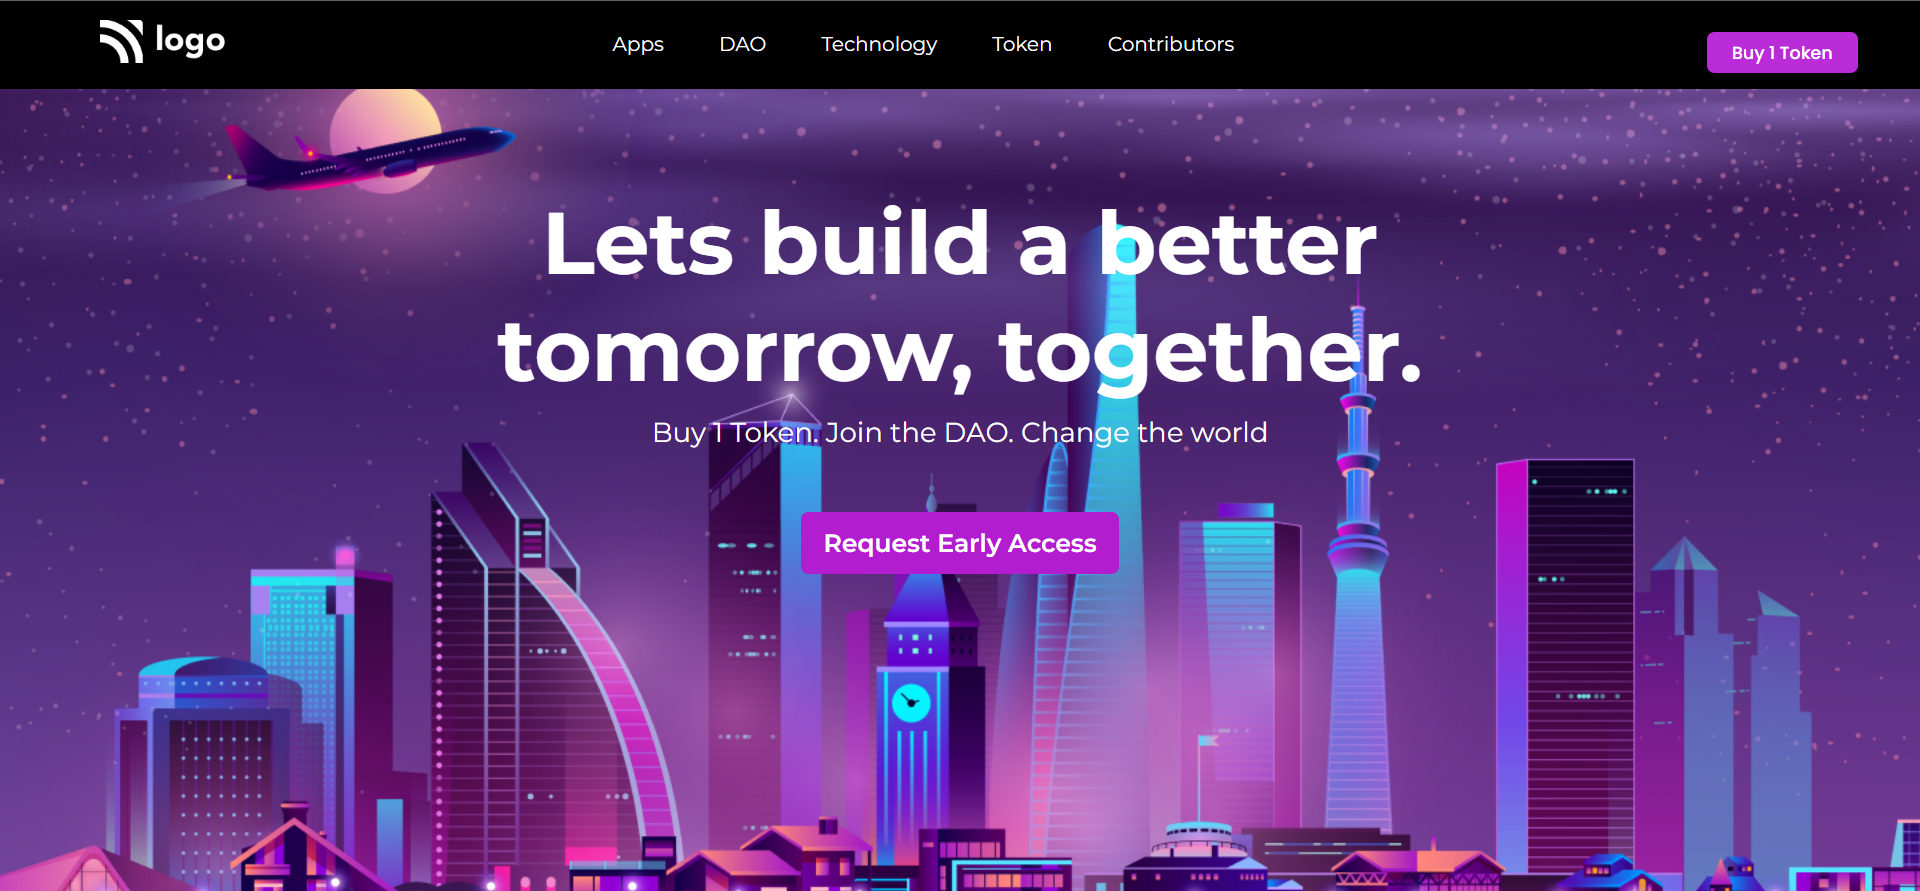 logo
Apps DAO Technology Token Contributors
Buy 1 Token
Lets build a better
tomorrow, together.
Buy 1 Token. Join the DAO. Change the world
Request Early Access